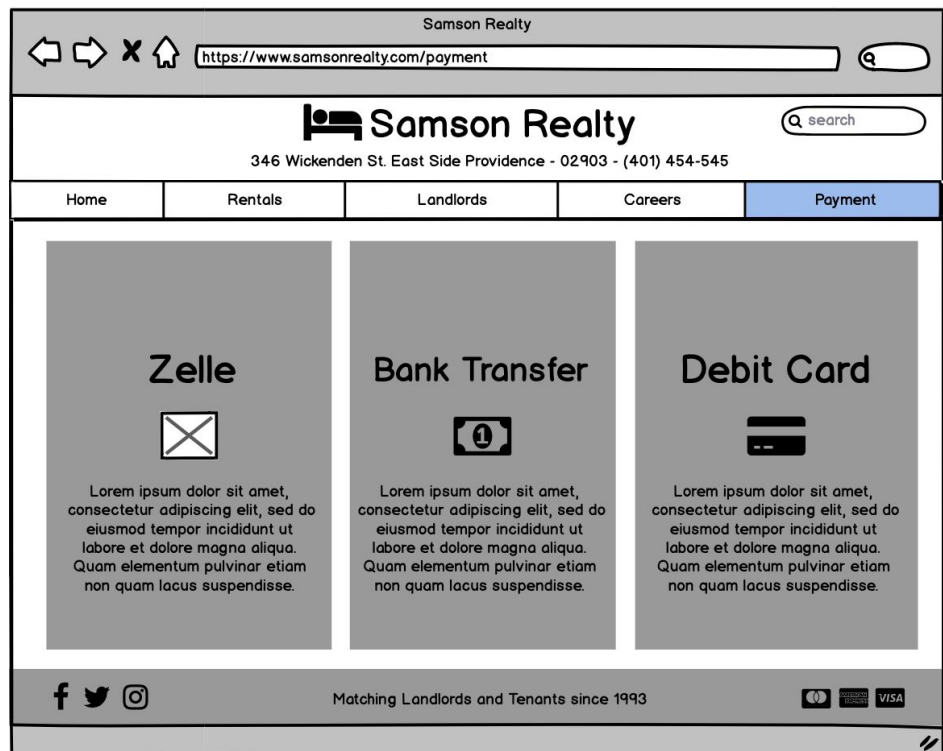 Samson Realty
https://www.samsonrealty.com/payment
Samson Realty
search
346 Wickenden St. East Side Providence - 02903 - (401) 454-545
Home
Rentals
Landlords
Careers
Payment
Zelle
Lorem ipsum dolor sit amet,
consectetur adipiscing elit, sed do
eiusmod tempor incididunt ut
labore et dolore magna aliqua.
Quam elementum pulvinar etiam
non quam lacus suspendisse.
Bank Transfer
1
Lorem ipsum dolor sit amet,
consectetur adipiscing elit, sed do
eiusmod tempor incididunt ut
labore et dolore magna aliqua.
Quam elementum pulvinar etiam
non quam lacus suspendisse.
Debit Card
Lorem ipsum dolor sit amet,
consectetur adipiscing elit, sed do
eiusmod tempor incididunt ut
labore et dolore magna aliqua.
Quam elementum pulvinar etiam
non quam lacus suspendisse.
Matching Landlords and Tenants since 1993
AMERICAN
EXPRESS
VISA